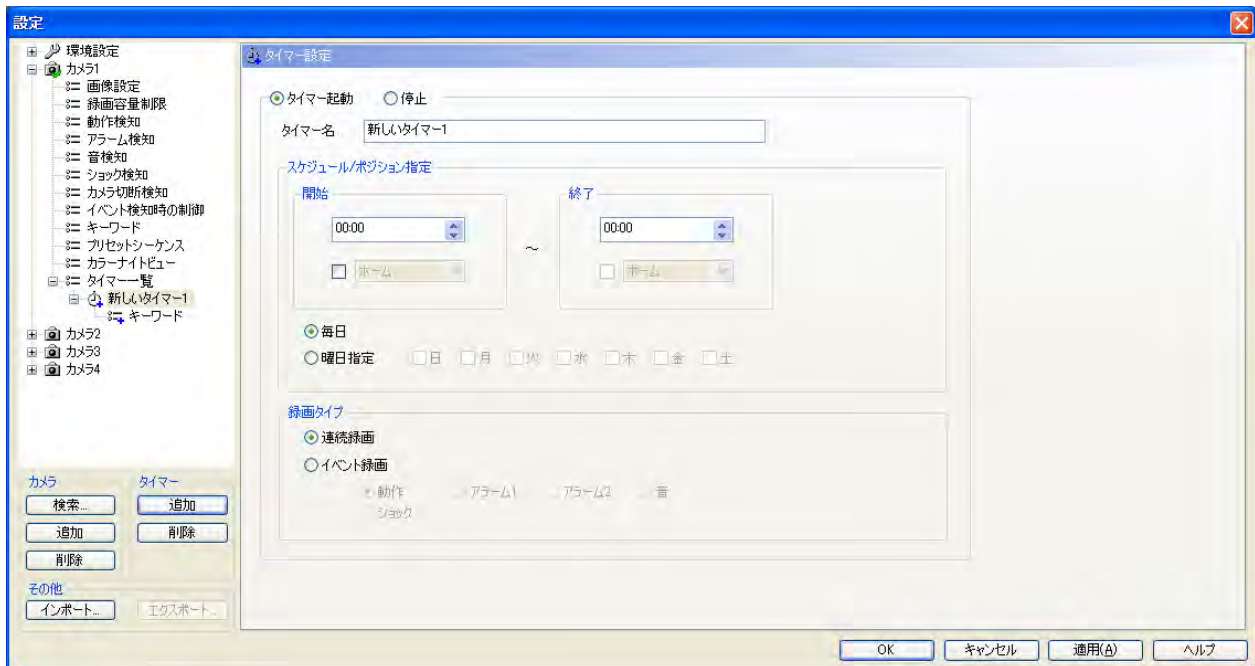 設定
環境設定
カメラ1
画像設定
録画容量制限
動作検知
アラーム検知
音検知
ショック検知
カメラ切断検知
イベント検知時の制御
キーワード
プリセットシーケンス
カラーナイトビュー
タイマー一覧
新しいタイマー1
キーワード
カメラ2
カメラ3
カメラ4
カメラ
検索...
追加
削除
タイマー
追加
削除
その他
インポート...
エクスポート...
タイマー設定
タイマー起動 停止
タイマー名 新しいタイマー1
スケジュール/ポジション指定
開始 終了
00:00 ～ 00:00
ホーム ホーム
毎日
曜日指定 日 月 火 水 木 金 土
録画タイプ
連続録画
イベント録画
動作 アラーム1 アラーム2 音
ショック
OK キャンセル 適用(A) ヘルプ